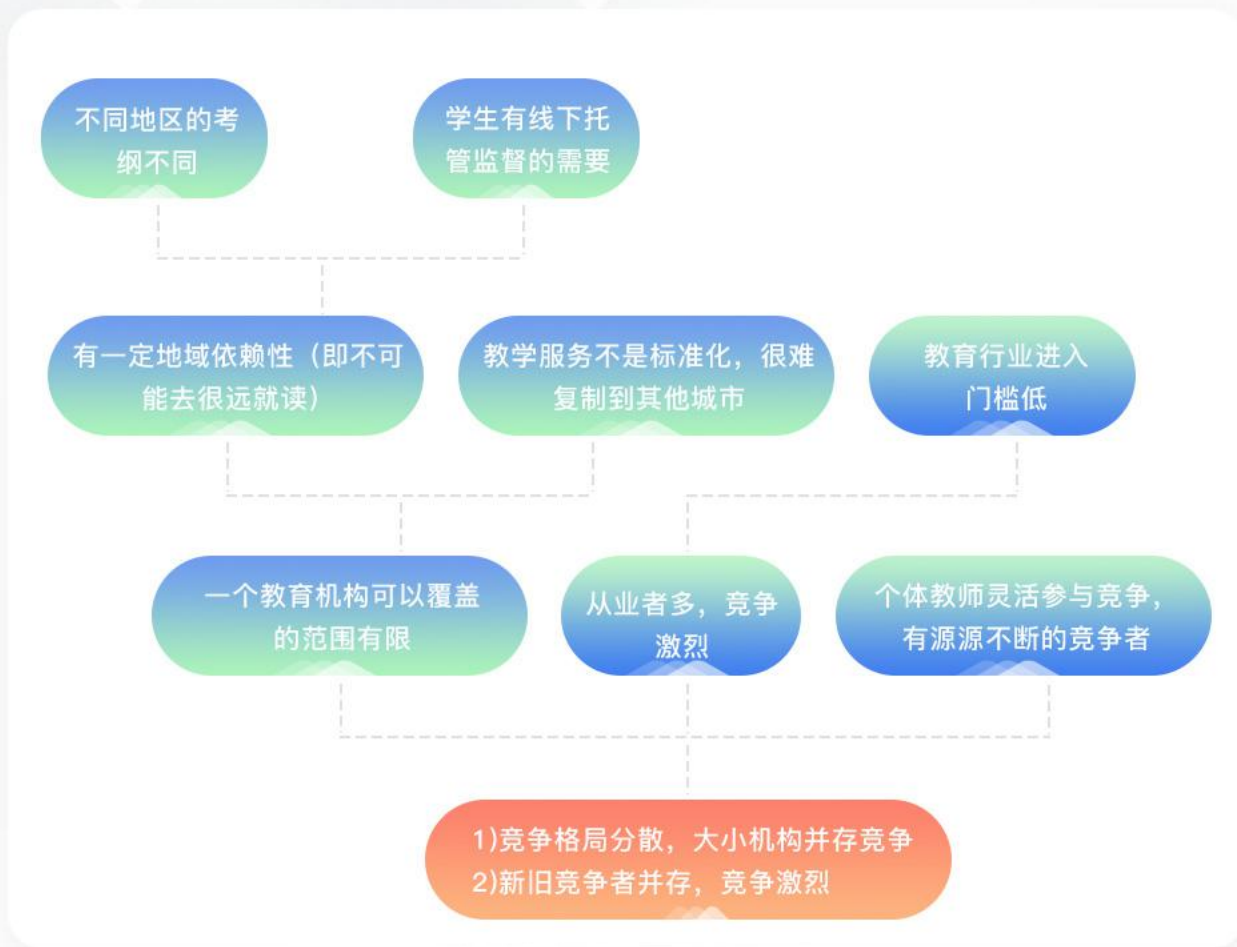 不同地区的考
纲不同
学生有线下托
管监督的需要
有一定地域依赖性（即不可
能去很远就读）
教学服务不是标准化，很难
复制到其他城市
教育行业进入
门槛低
一个教育机构可以覆盖
的范围有限
从业者多，竞争
激烈
个体教师灵活参与竞争，
有源源不断的竞争者
1)竞争格局分散，大小机构并存竞争
2)新旧竞争者并存，竞争激烈